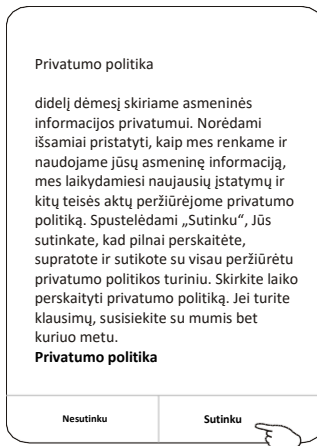 Privatumo politika
didelį dėmesį skiriame asmeninės
informacijos privatumui. Norėdami
išsamiai pristatyti, kaip mes renkame ir
naudojame jūsų asmeninę informaciją,
mes laikydamiesi naujausių įstatymų ir
kitų teisės aktų peržiūrėjome privatumo
politiką. Spustelėdami „Sutinku“, Jūs
sutinkate, kad pilnai perskaitėte,
supratote ir sutikote su visau peržiūrėtu
privatumo politikos turiniu. Skirkite laiko
perskaityti privatumo politiką. Jei turite
klausimų, susisiekite su mumis bet
kuriuo metu.
Privatumo politika
Nesutinku
Sutinku